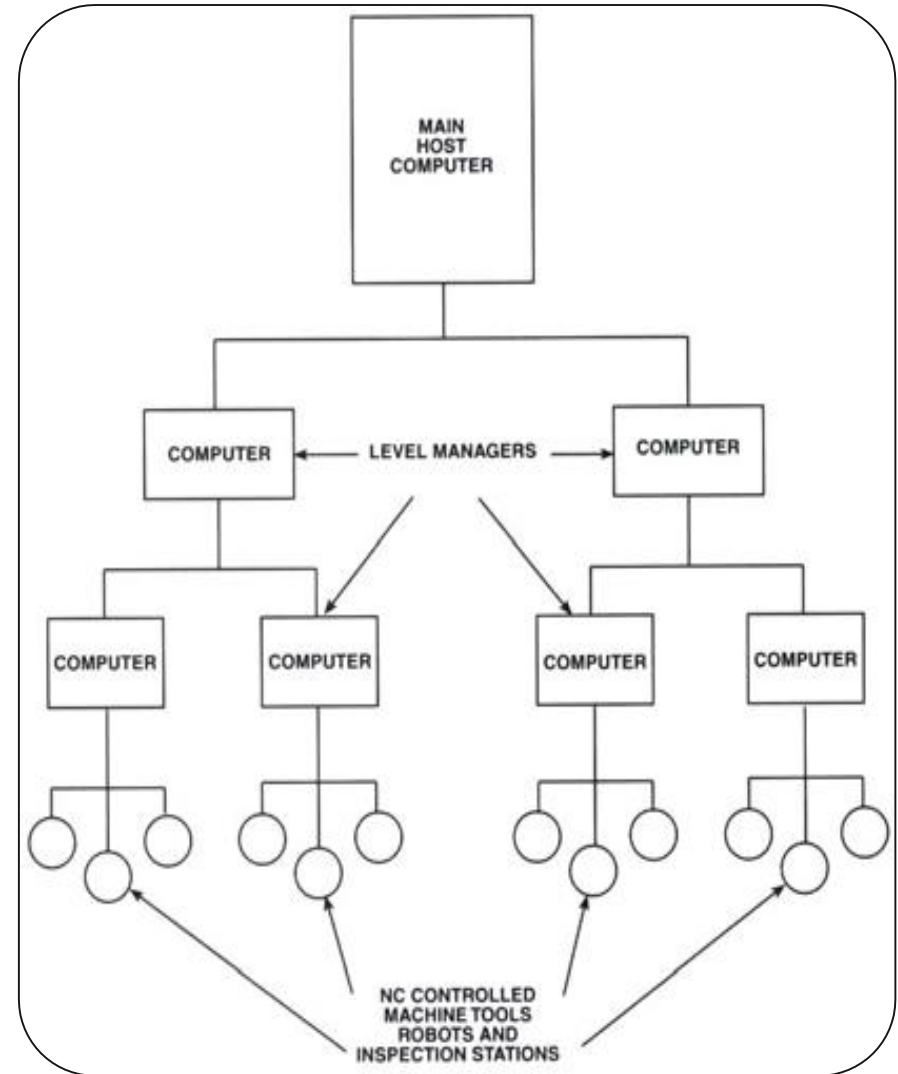 MAIN
HOST
COMPUTER
COMPUTER
LEVEL MANAGERS
COMPUTER
COMPUTER
COMPUTER
COMPUTER
COMPUTER
NC CONTROLLED
MACHINE TOOLS
ROBOTS AND
INSPECTION STATIONS